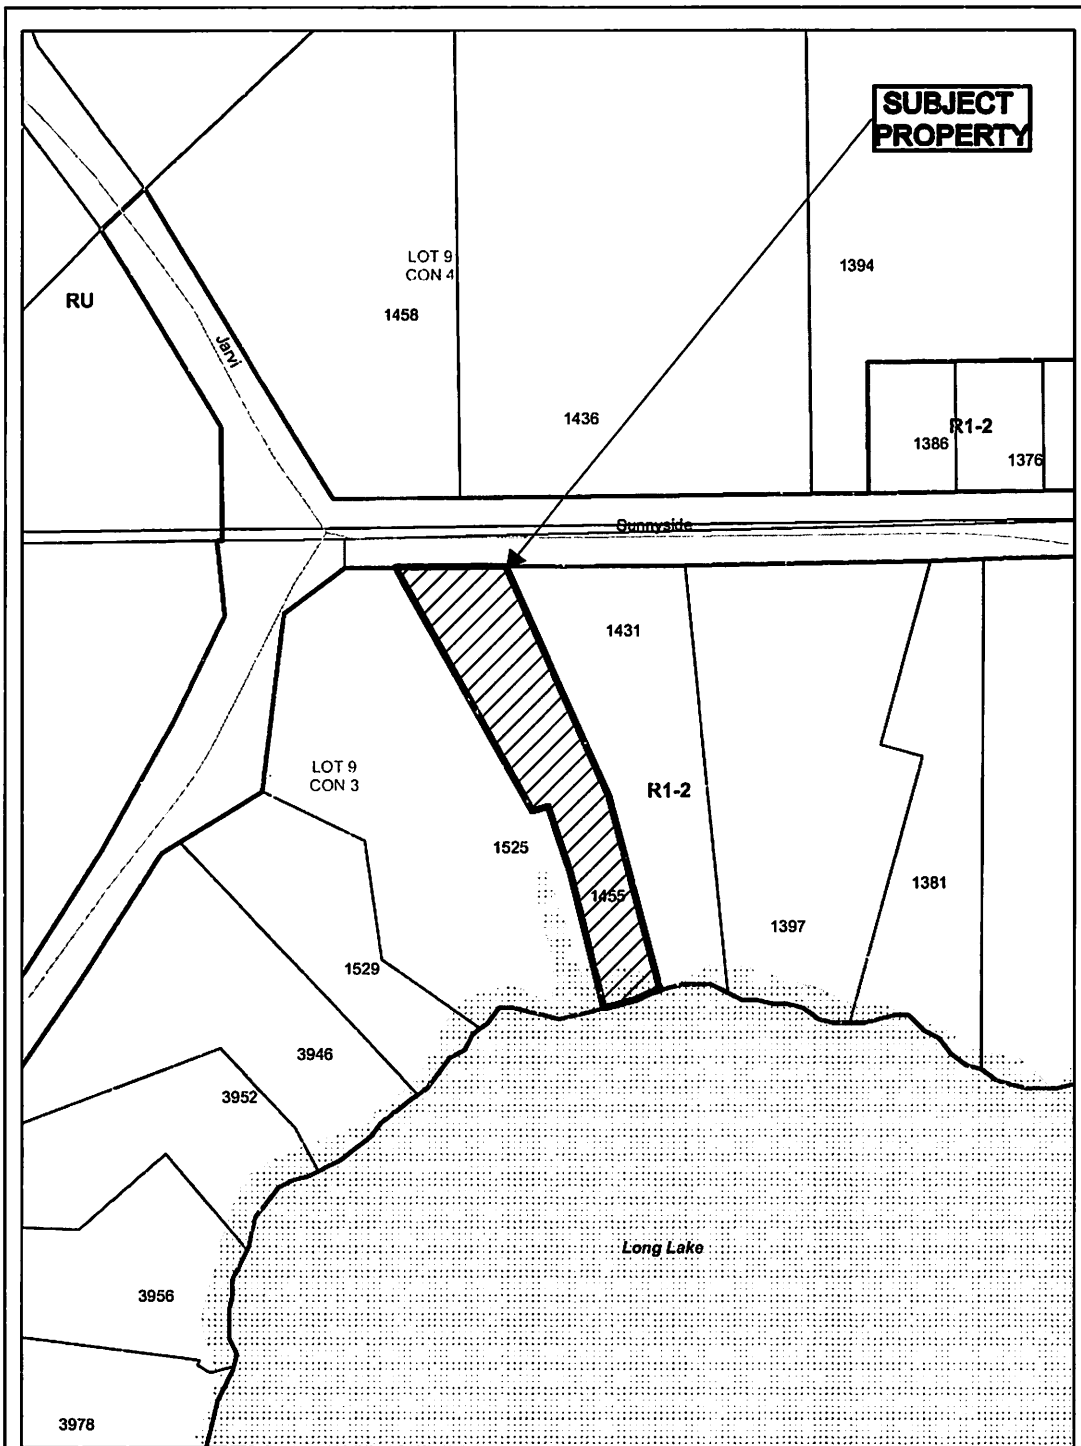 SUBJECT
PROPERTY
LOT 9
CON 4
1394
RU
1458
Jarvi
1436
R1-2
1386
1376
Sunnyside
1431
LOT 9
CON 3
R1-2
1525
1381
1455
1397
1529
3946
3952
Long Lake
3956
3978